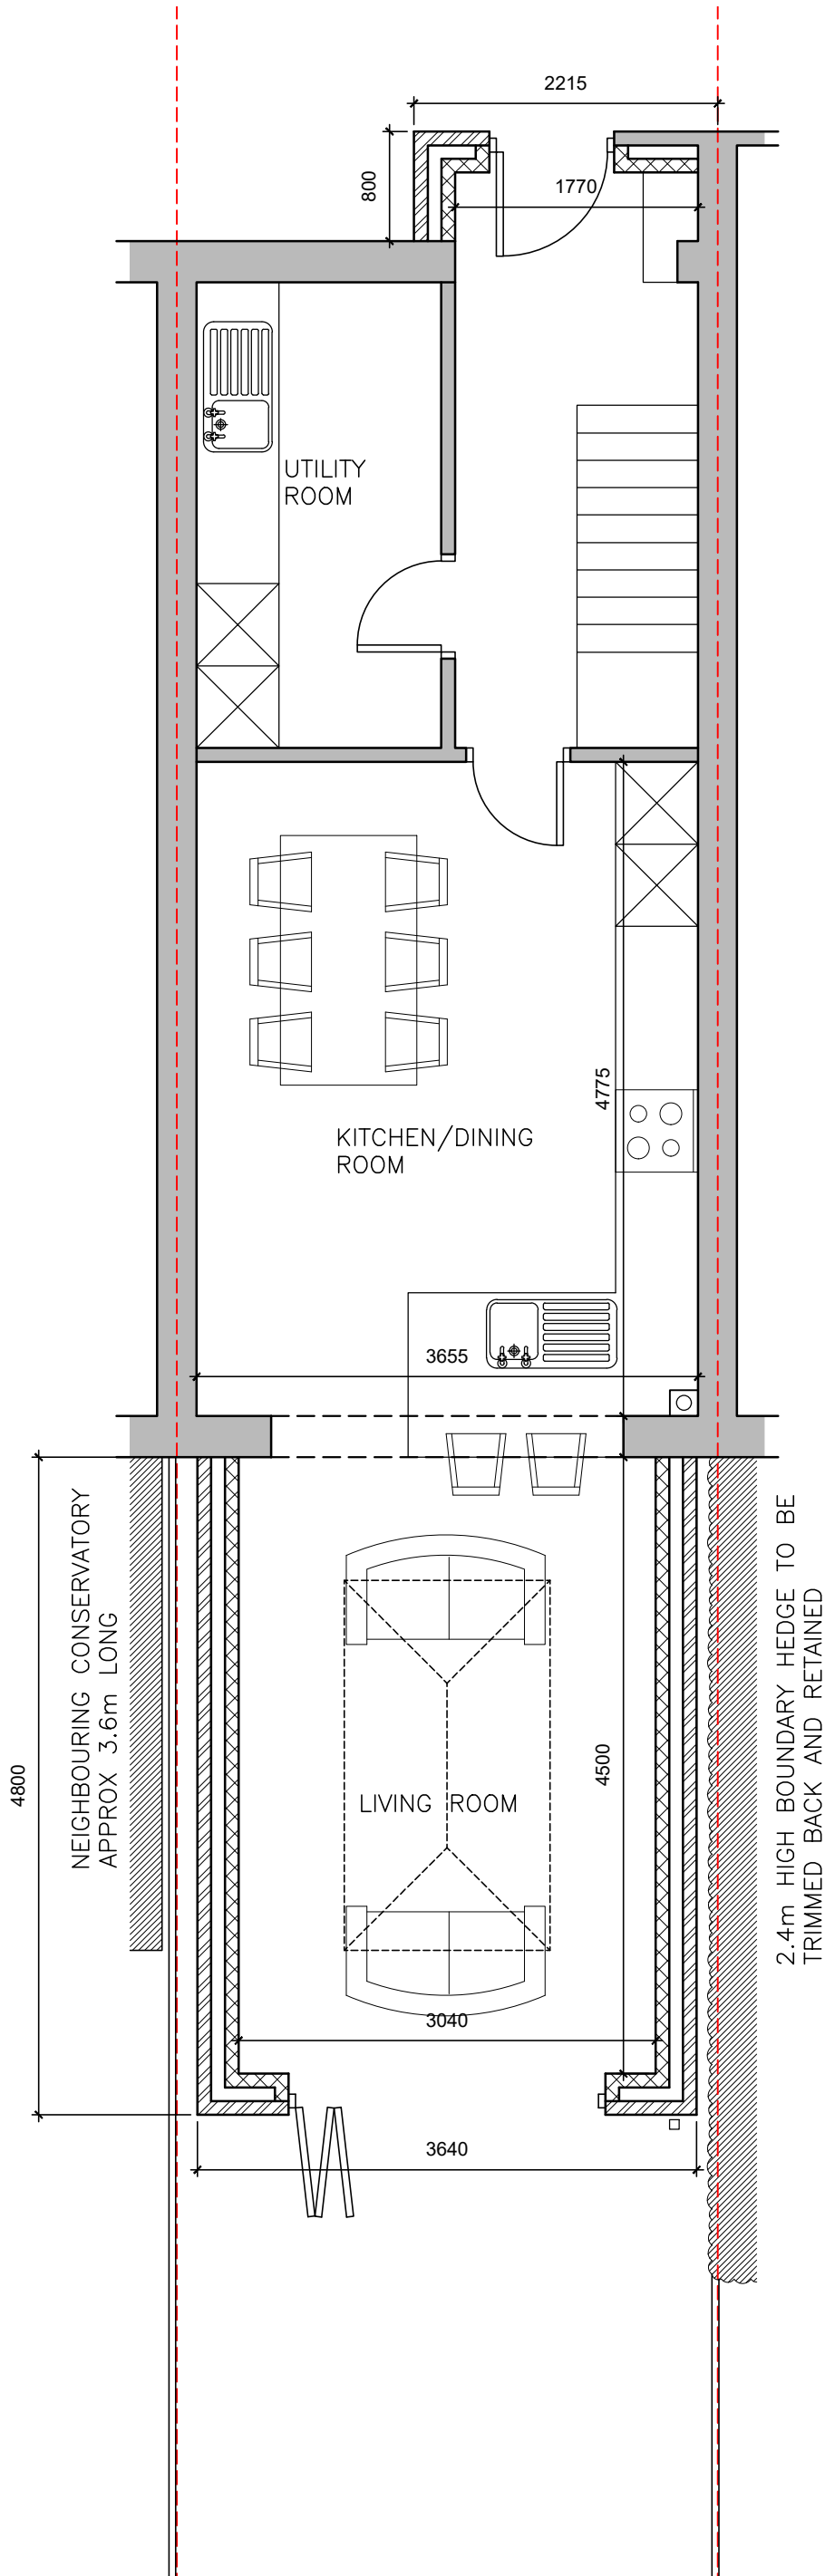 2215
800
1770
UTILITY
ROOM
4775
KITCHEN/DINING
ROOM
3655
NEIGHBOURING CONSERVATORY
APPROX 3.6m LONG
2.4m HIGH BOUNDARY HEDGE TO BE
TRIMMED BACK AND RETAINED
4800
4500
LIVING ROOM
3040
3640